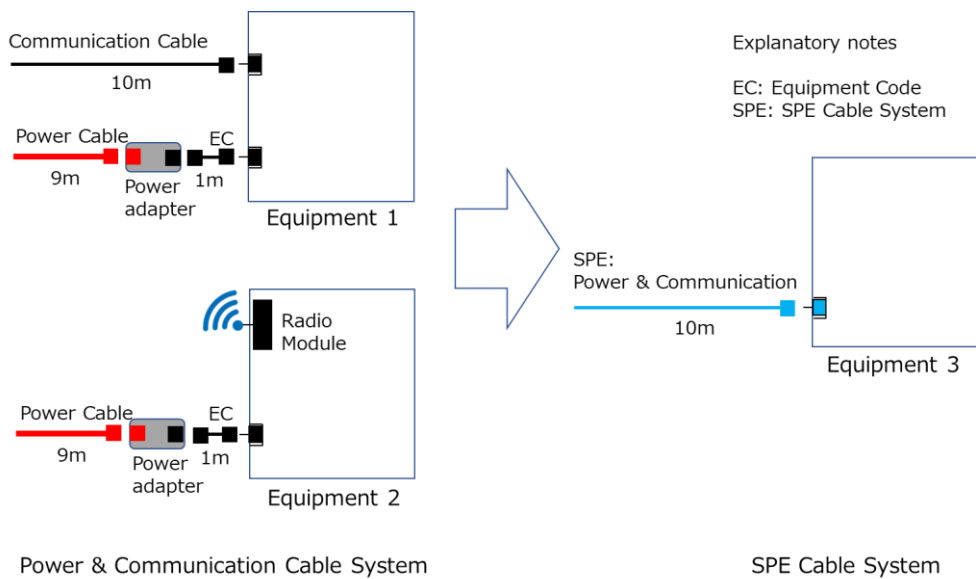 Communication Cable
10m
Power Cable
EC
9m
1m
Power
adapter
Equipment 1
Radio
Module
Power Cable
EC
9m
1m
Power
adapter
Equipment 2
Power & Communication Cable System
Explanatory notes
EC: Equipment Code
SPE: SPE Cable System
SPE:
Power & Communication
10m
Equipment 3
SPE Cable System